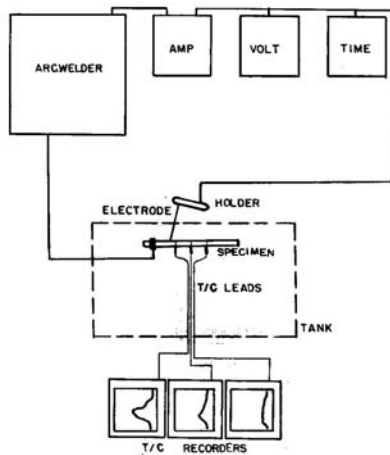 ARCWELDER
AMP
VOLT
TIME
HOLDER
ELECTRODE
SPECIMEN
T/C LEADS
TANK
T/C RECORDERS